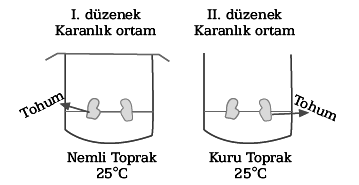 I. düzenek
Karanlık ortam
Tohum
Nemli Toprak
25°C
II. düzenek
Karanlık ortam
Tohum
Kuru Toprak
25°C